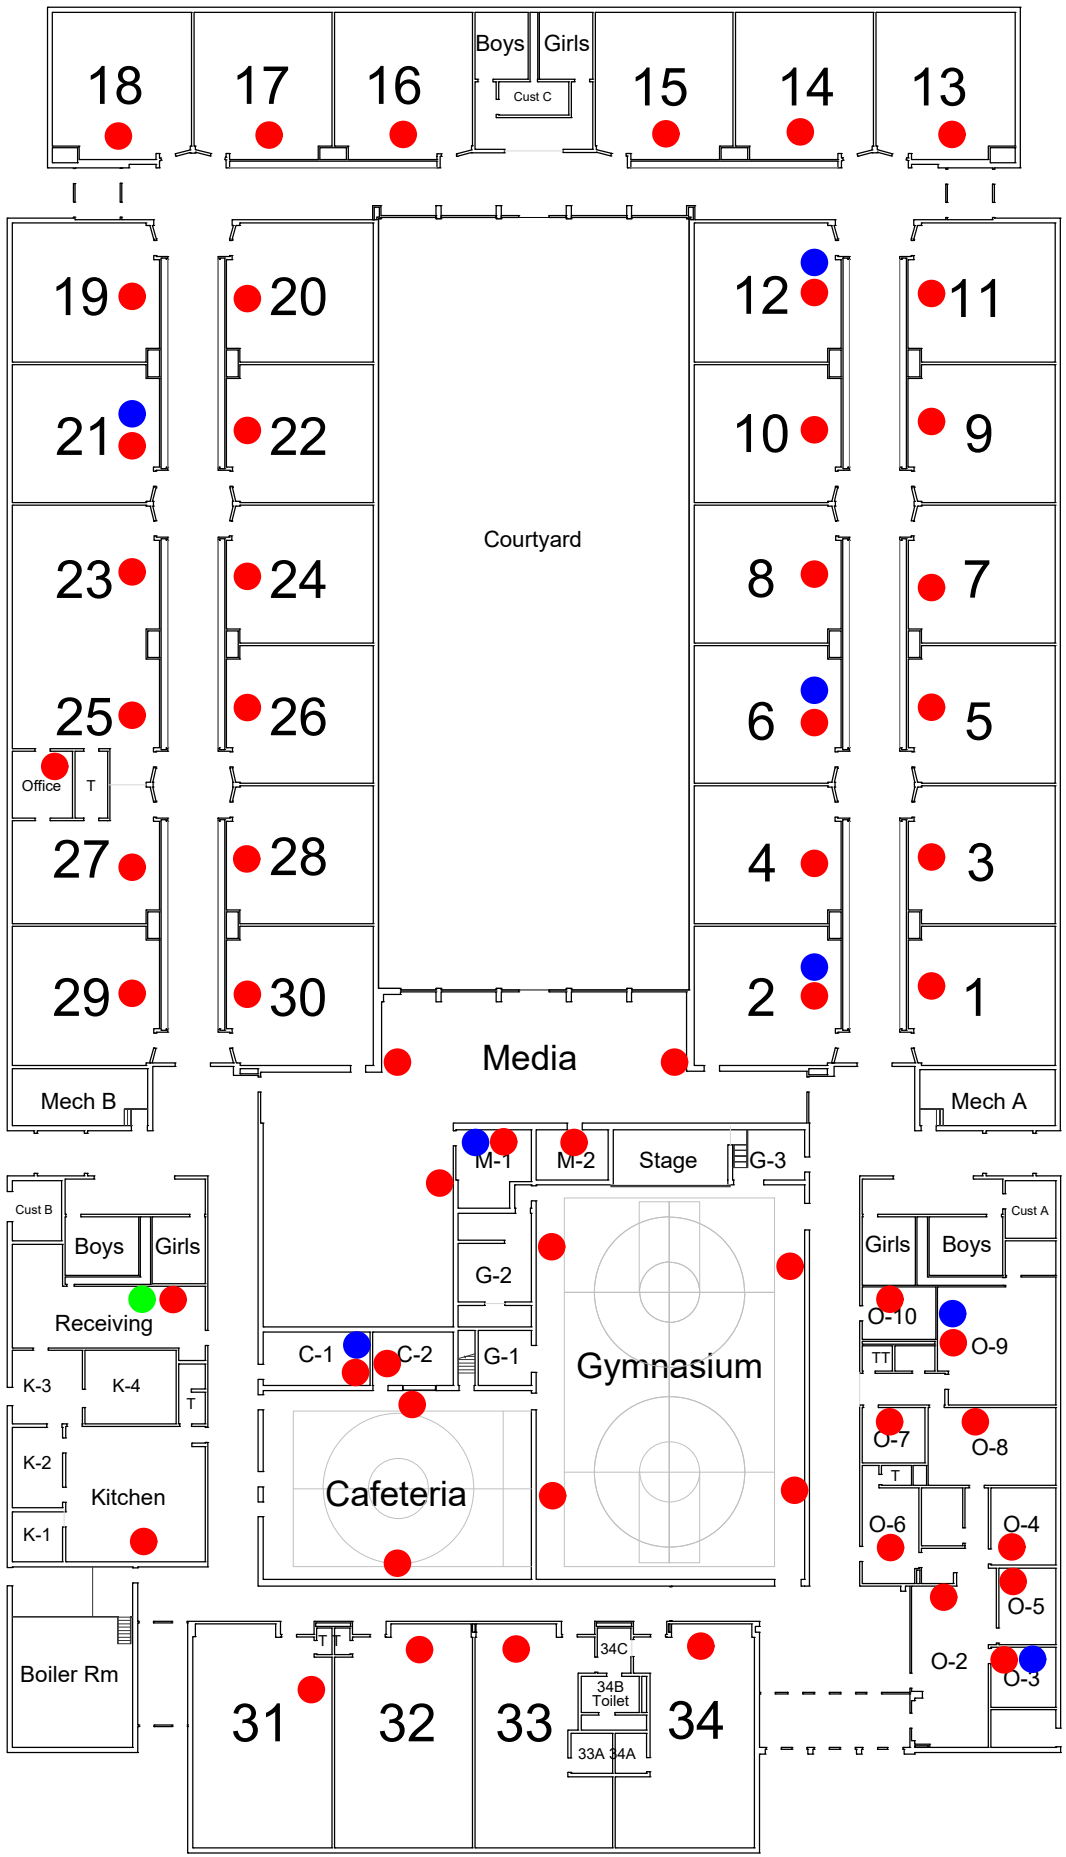 Boys Girls
18 17 16 Cust C 15 14 13
19 20 12 11
21 22 10 9
Courtyard
23 24 8 7
25 26 6 5
Office T
27 28 4 3
29 30 2 1
Media
Mech B Mech A
M-1 M-2 Stage G-3
Cust B Cust A
Boys Girls Girls Boys
G-2
Receiving O-10
C-1 C-2 G-1 Gymnasium O-9
TT
K-3 K-4
T
O-7 O-8
K-2 T
Kitchen Cafeteria
K-1 O-6 O-4
O-5
T T 34C
Boiler Rm O-2 O-3
34B
Toilet
31 32 33 34
33A 34A